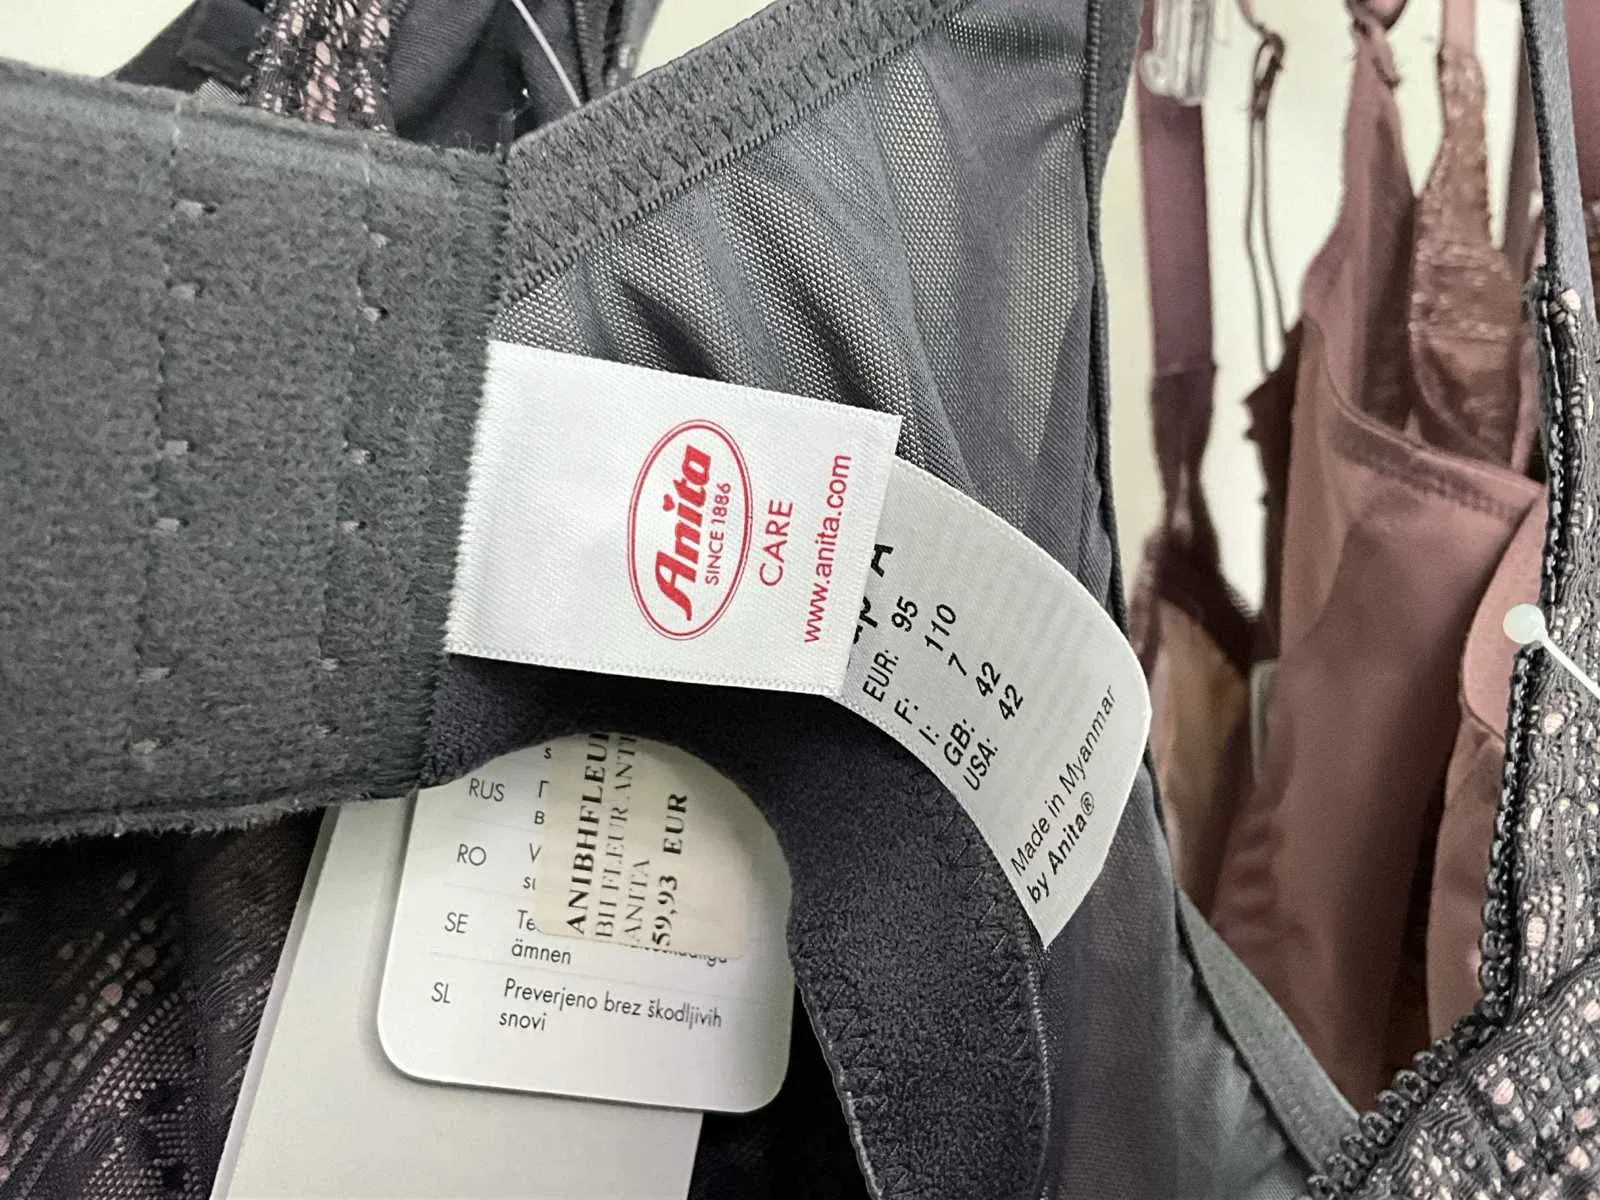 Anita
SINCE 1886
CARE
www.anita.com
A
EUR: 95
F: 110
I: 7
GB: 42
USA: 42
Made in Myanmar
by Anita®
RUS
RO
SE
ämnen
SL Preverjeno brez škodljivih
snovi
ANIBHFLEUR
ANITA
59,93 EUR